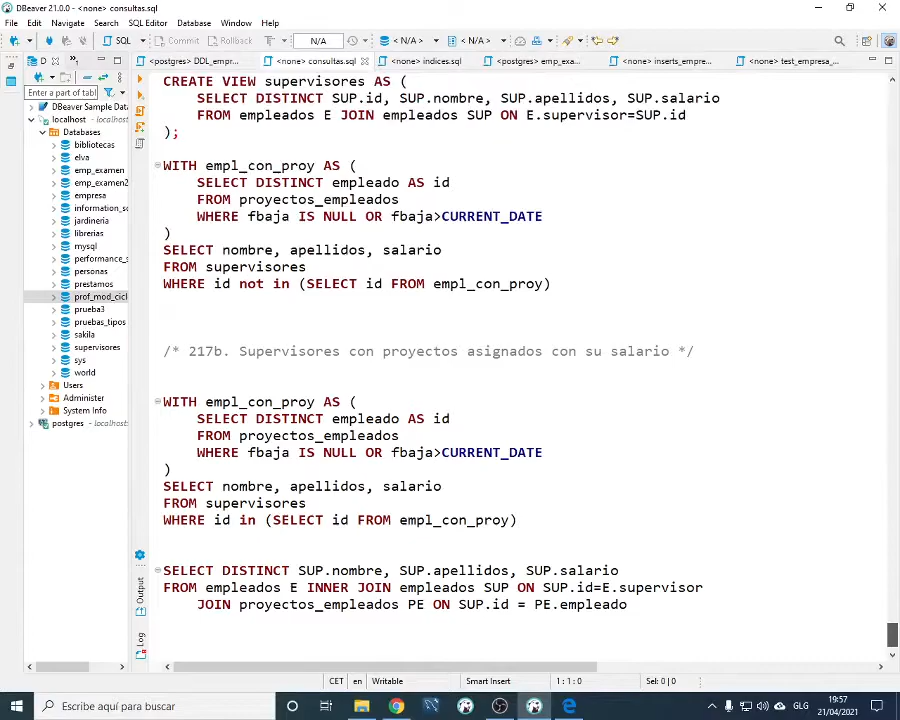 DBeaver 21.0.0 - <none> consultas.sql
File Edit Navigate Search SQL Editor Database Window Help
SQL Commit Rollback T N/A < N/A > < N/A >
D <postgres> DDL_empr... <none> consultas.sql <none> indices.sql <postgres> emp_exa... <none> inserts_empre... <none> test_empresa_...
Enter a part of tabl
DBeaver Sample Data
localhost - localhost
Databases
bibliotecas
elva
emp_examen
emp_examen2
empresa
information_sc
jardineria
librerias
mysql
performance_s
personas
prestamos
prof_mod_cicl
prueba3
pruebas_tipos
sakila
supervisores
sys
world
Users
Administer
System Info
postgres - localhost
CREATE VIEW supervisores AS (
SELECT DISTINCT SUP.id, SUP.nombre, SUP.apellidos, SUP.salario
FROM empleados E JOIN empleados SUP ON E.supervisor=SUP.id
);
WITH empl_con_proy AS (
SELECT DISTINCT empleado AS id
FROM proyectos_empleados
WHERE fbaja IS NULL OR fbaja>CURRENT_DATE
)
SELECT nombre, apellidos, salario
FROM supervisores
WHERE id not in (SELECT id FROM empl_con_proy)
/* 217b. Supervisores con proyectos asignados con su salario */
WITH empl_con_proy AS (
SELECT DISTINCT empleado AS id
FROM proyectos_empleados
WHERE fbaja IS NULL OR fbaja>CURRENT_DATE
)
SELECT nombre, apellidos, salario
FROM supervisores
WHERE id in (SELECT id FROM empl_con_proy)
SELECT DISTINCT SUP.nombre, SUP.apellidos, SUP.salario
FROM empleados E INNER JOIN empleados SUP ON SUP.id=E.supervisor
JOIN proyectos_empleados PE ON SUP.id = PE.empleado
Output
Log
CET en Writable Smart Insert 1 : 1 : 0 Sel: 0 | 0
Escribe aquí para buscar
GLG
19:57
21/04/2021